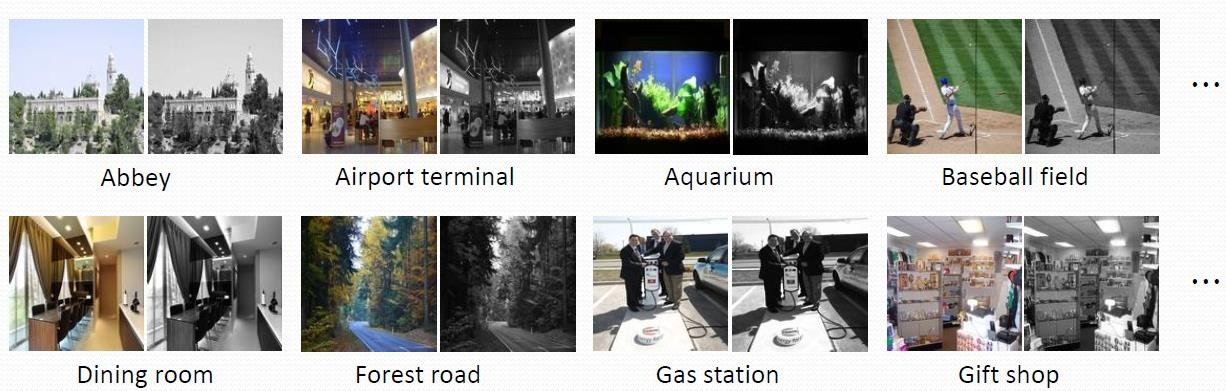 Abbey
Airport terminal
Aquarium
Baseball field
...
Dining room
Forest road
Gas station
Gift shop
...